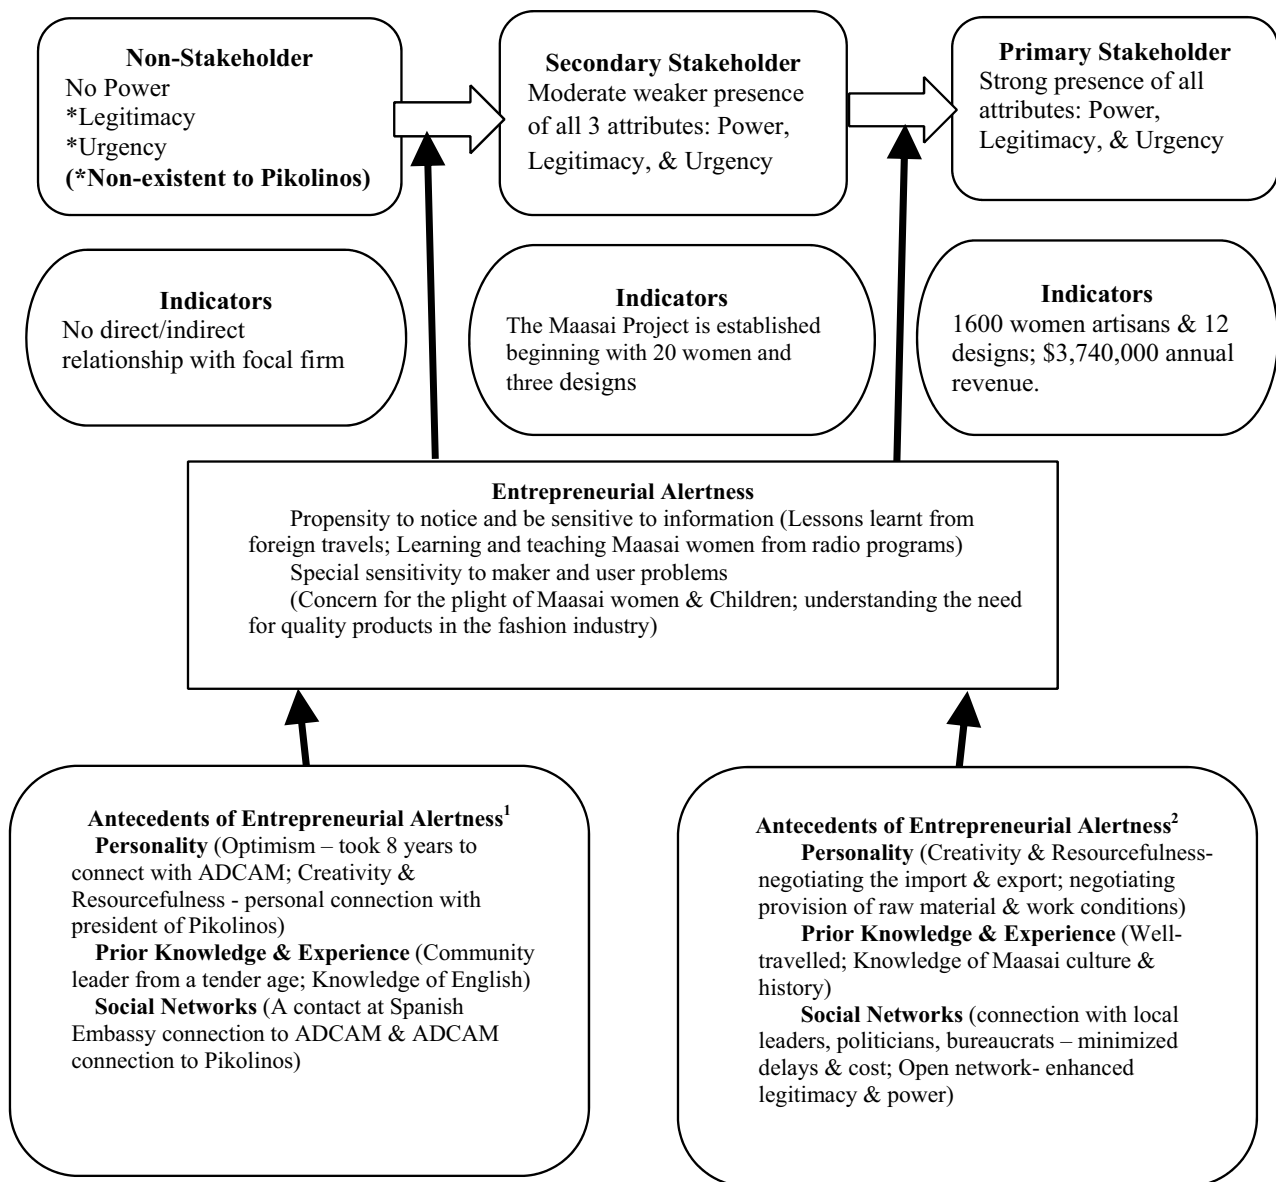 Non-Stakeholder
No Power
*Legitimacy
*Urgency
(*Non-existent to Pikolinos)
Secondary Stakeholder
Moderate weaker presence
of all 3 attributes: Power,
Legitimacy, & Urgency
Primary Stakeholder
Strong presence of all
attributes: Power,
Legitimacy, & Urgency
Indicators
No direct/indirect
relationship with focal firm
Indicators
The Maasai Project is established
beginning with 20 women and
three designs
Indicators
1600 women artisans & 12
designs; $3,740,000 annual
revenue.
Entrepreneurial Alertness
Propensity to notice and be sensitive to information (Lessons learnt from
foreign travels; Learning and teaching Maasai women from radio programs)
Special sensitivity to maker and user problems
(Concern for the plight of Maasai women & Children; understanding the need
for quality products in the fashion industry)
Antecedents of Entrepreneurial Alertness1
Personality (Optimism – took 8 years to
connect with ADCAM; Creativity &
Resourcefulness - personal connection with
president of Pikolinos)
Prior Knowledge & Experience (Community
leader from a tender age; Knowledge of English)
Social Networks (A contact at Spanish
Embassy connection to ADCAM & ADCAM
connection to Pikolinos)
Antecedents of Entrepreneurial Alertness2
Personality (Creativity & Resourcefulness-
negotiating the import & export; negotiating
provision of raw material & work conditions)
Prior Knowledge & Experience (Well-
travelled; Knowledge of Maasai culture &
history)
Social Networks (connection with local
leaders, politicians, bureaucrats – minimized
delays & cost; Open network- enhanced
legitimacy & power)